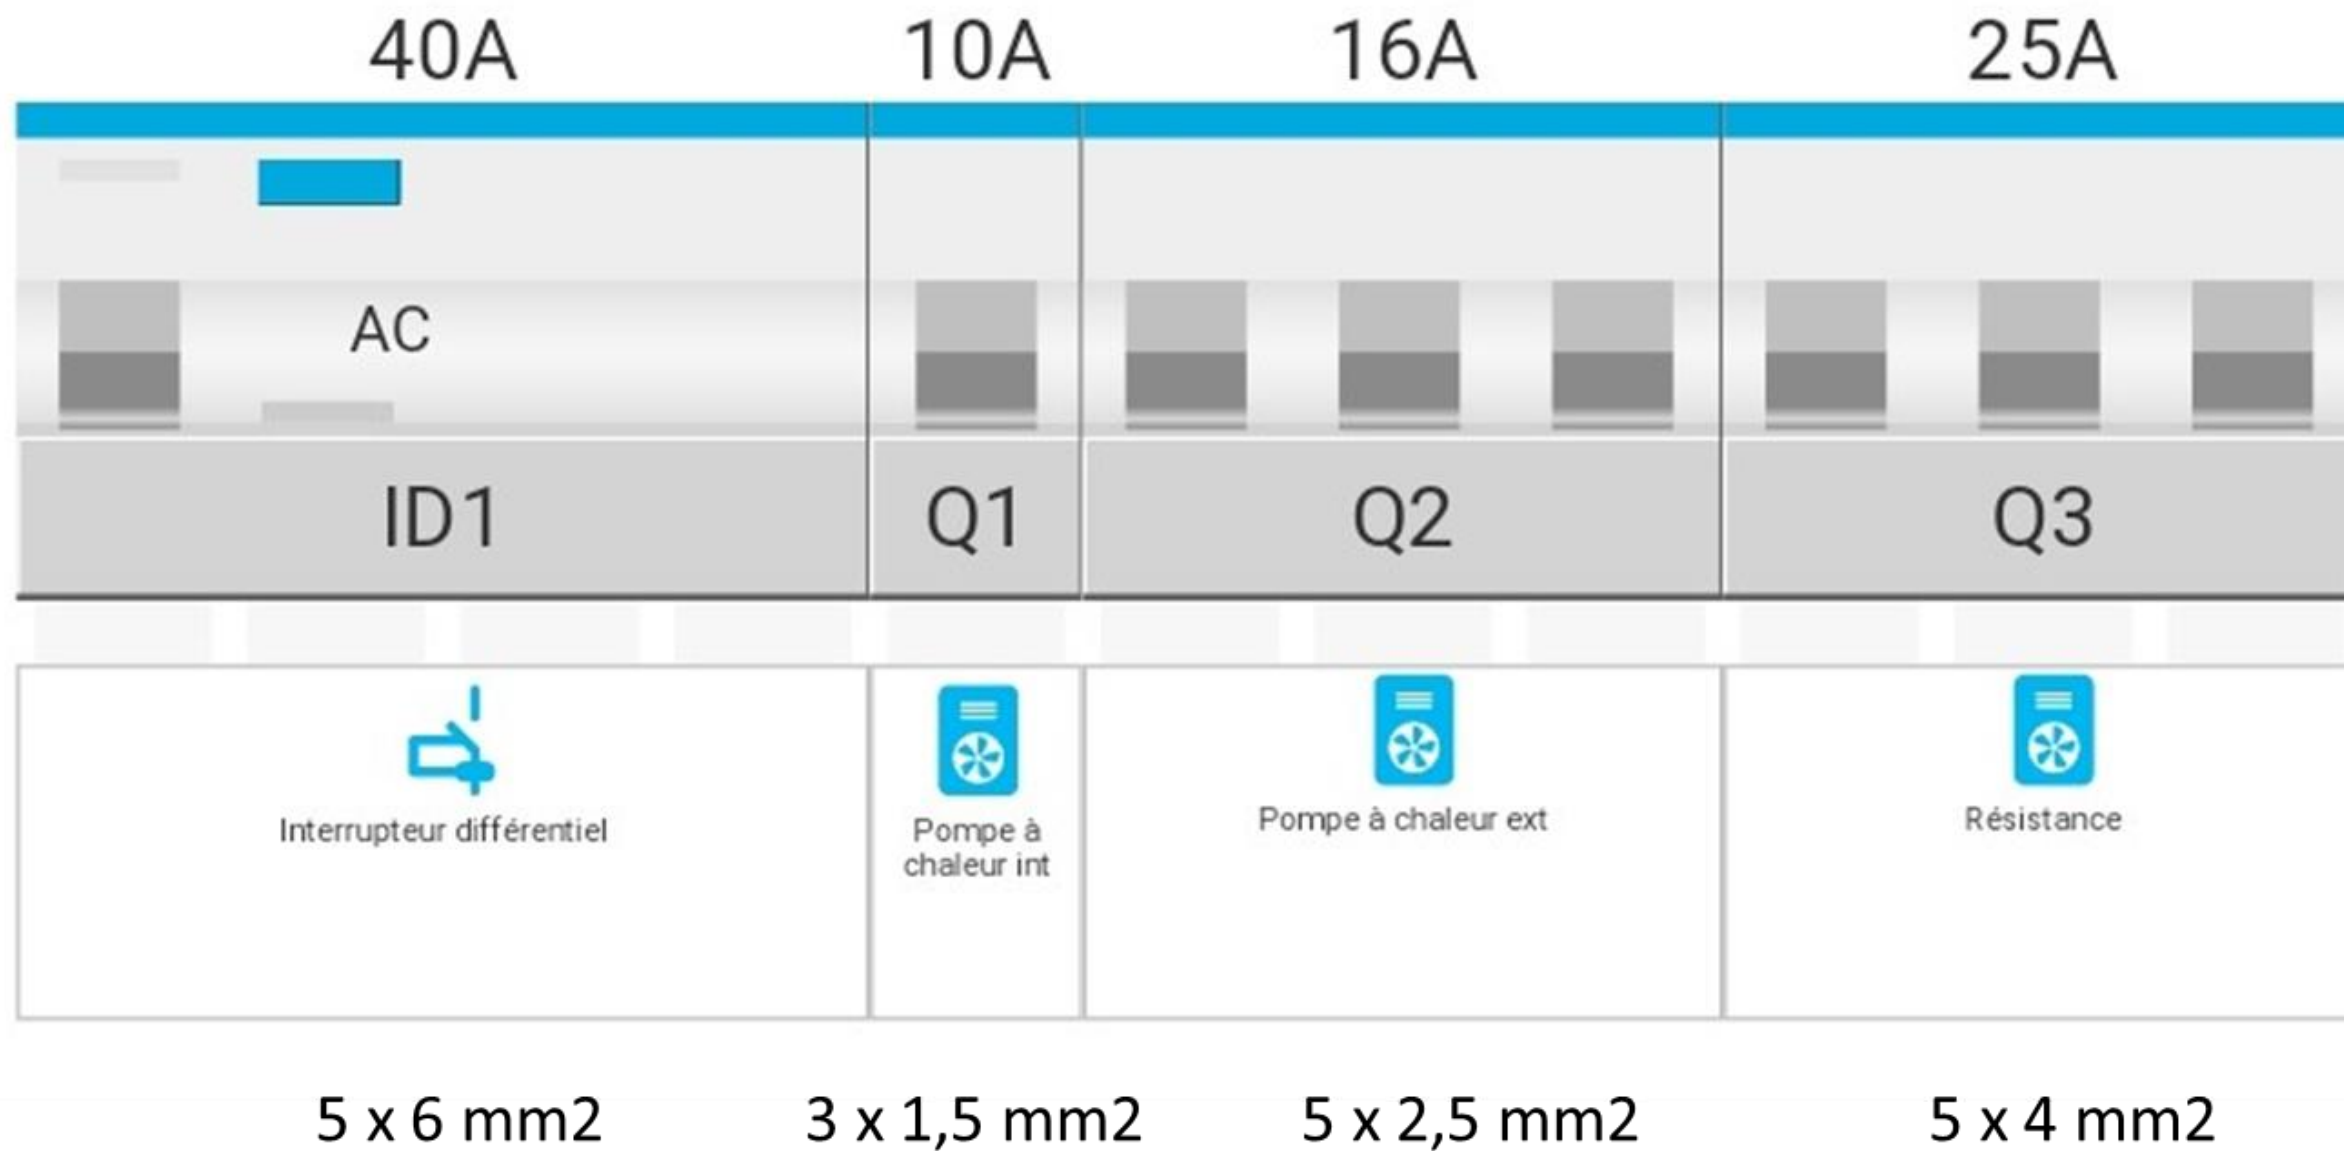 40A 10A 16A 25A
AC
ID1 Q1 Q2 Q3
Interrupteur différentiel
Pompe à
chaleur int
Pompe à chaleur ext
Résistance
5 x 6 mm2 3 x 1,5 mm2 5 x 2,5 mm2 5 x 4 mm2